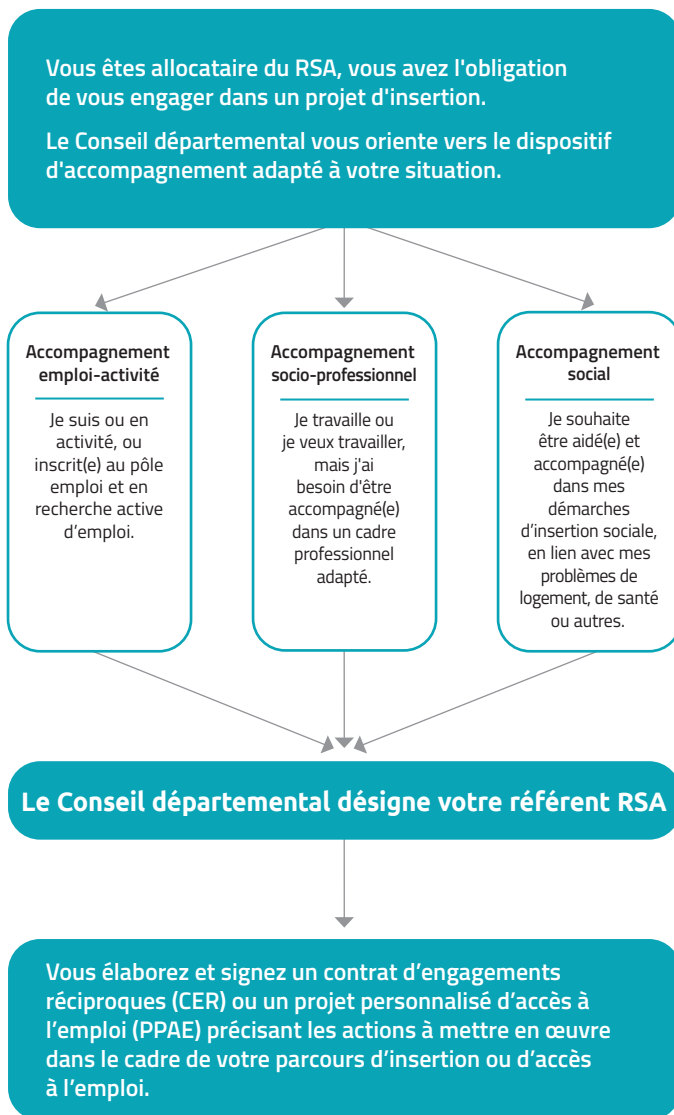 Vous êtes allocataire du RSA, vous avez l'obligation
de vous engager dans un projet d'insertion.
Le Conseil départemental vous oriente vers le dispositif
d'accompagnement adapté à votre situation.
Accompagnement
emploi-activité
Je suis ou en
activité, ou
inscrit(e) au pôle
emploi et en
recherche active
d’emploi.
Accompagnement
socio-professionnel
Je travaille ou
je veux travailler,
mais j'ai
besoin d'être
accompagné(e)
dans un cadre
professionnel
adapté.
Accompagnement
social
Je souhaite
être aidé(e) et
accompagné(e)
dans mes
démarches
d’insertion sociale,
en lien avec mes
problèmes de
logement, de santé
ou autres.
Le Conseil départemental désigne votre référent RSA
Vous élaborez et signez un contrat d’engagements
réciproques (CER) ou un projet personnalisé d’accès à
l’emploi (PPAE) précisant les actions à mettre en œuvre
dans le cadre de votre parcours d’insertion ou d’accès
à l’emploi.